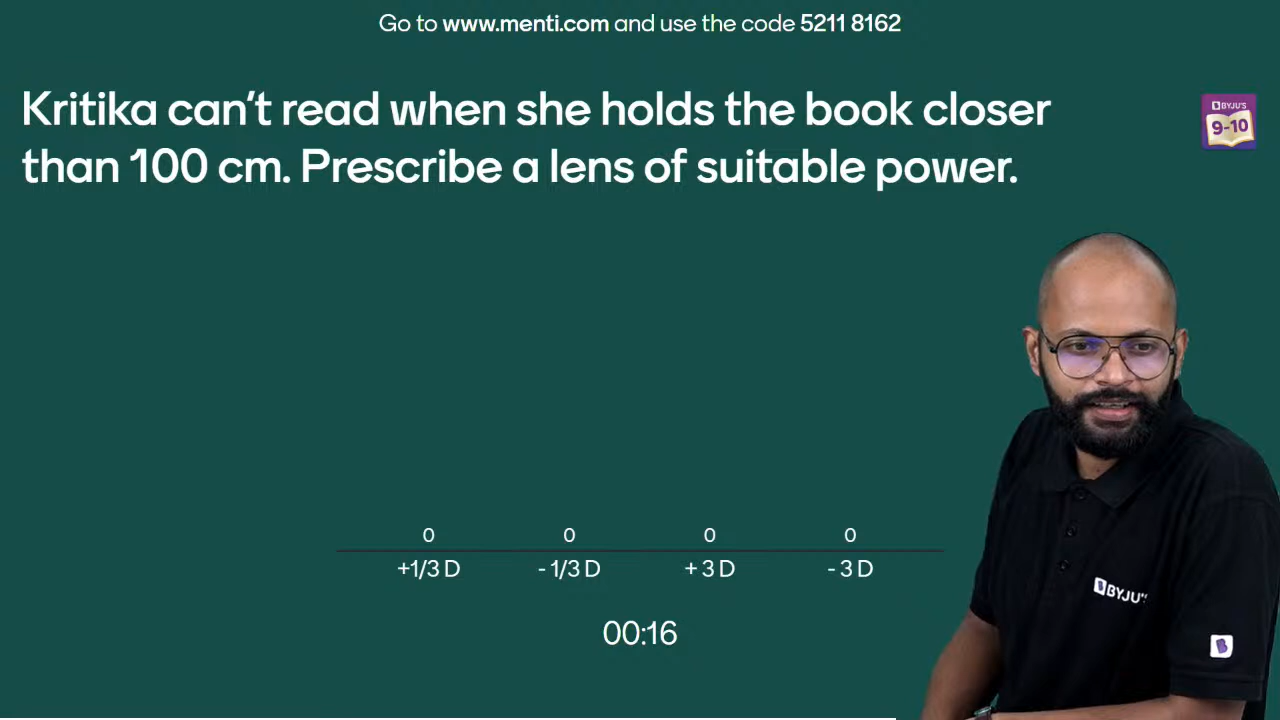 Go to www.menti.com and use the code 5211 8162
Kritika can't read when she holds the book closer
than 100 cm. Prescribe a lens of suitable power.
BYJU'S
9-10
0 0 0 0
+1/3 D - 1/3 D + 3 D - 3 D
00:16
BYJU'S